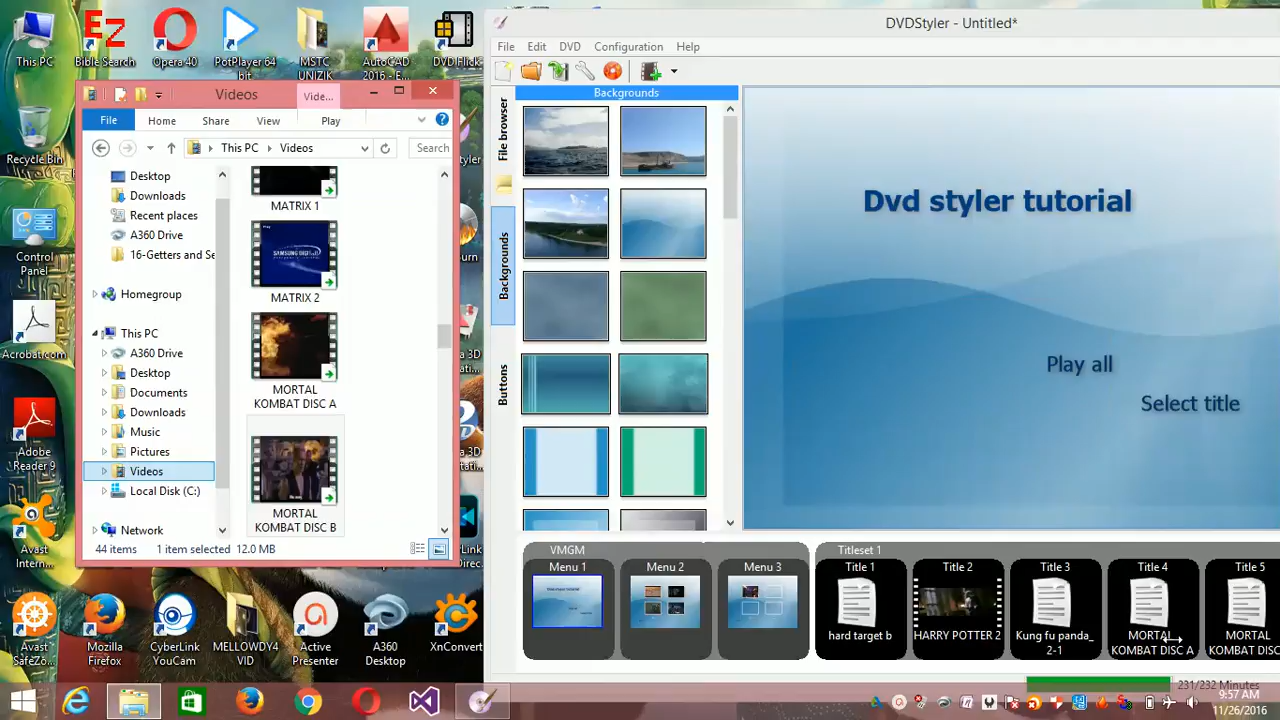 This PC
EZ
Bible Search
Opera 40
PotPlayer 64
bit
MSTC
UNIZIK
AutoCAD
2016 - E...
DVD Flick
Recycle Bin
Control
Panel
Acrobat.com
Adobe
Reader 9
Avast
Intern...
Videos
Vide...
File
Home
Share
View
Play
This PC
Videos
Search
Desktop
Downloads
Recent places
A360 Drive
16-Getters and Se
Homegroup
This PC
A360 Drive
Desktop
Documents
Downloads
Music
Pictures
Videos
Local Disk (C:)
Network
MATRIX 1
MATRIX 2
MORTAL
KOMBAT DISC A
MORTAL
KOMBAT DISC B
44 items
1 item selected
12.0 MB
DVDStyler - Untitled*
File
Edit
DVD
Configuration
Help
File browser
Backgrounds
Buttons
Backgrounds
Dvd styler tutorial
Play all
Select title
VMGM
Menu 1
Menu 2
Menu 3
Titleset 1
Title 1
Title 2
Title 3
Title 4
Title 5
hard target b
HARRY POTTER 2
Kung fu panda_
2-1
MORTAL
KOMBAT DISC A
MORTAL
KOMBAT DISC
231/232 Minutes
Avast
SafeZo...
Mozilla
Firefox
CyberLink
YouCam
MELLOWDY4
VID
Active
Presenter
A360
Desktop
XnConvert
9:57 AM
11/26/2016